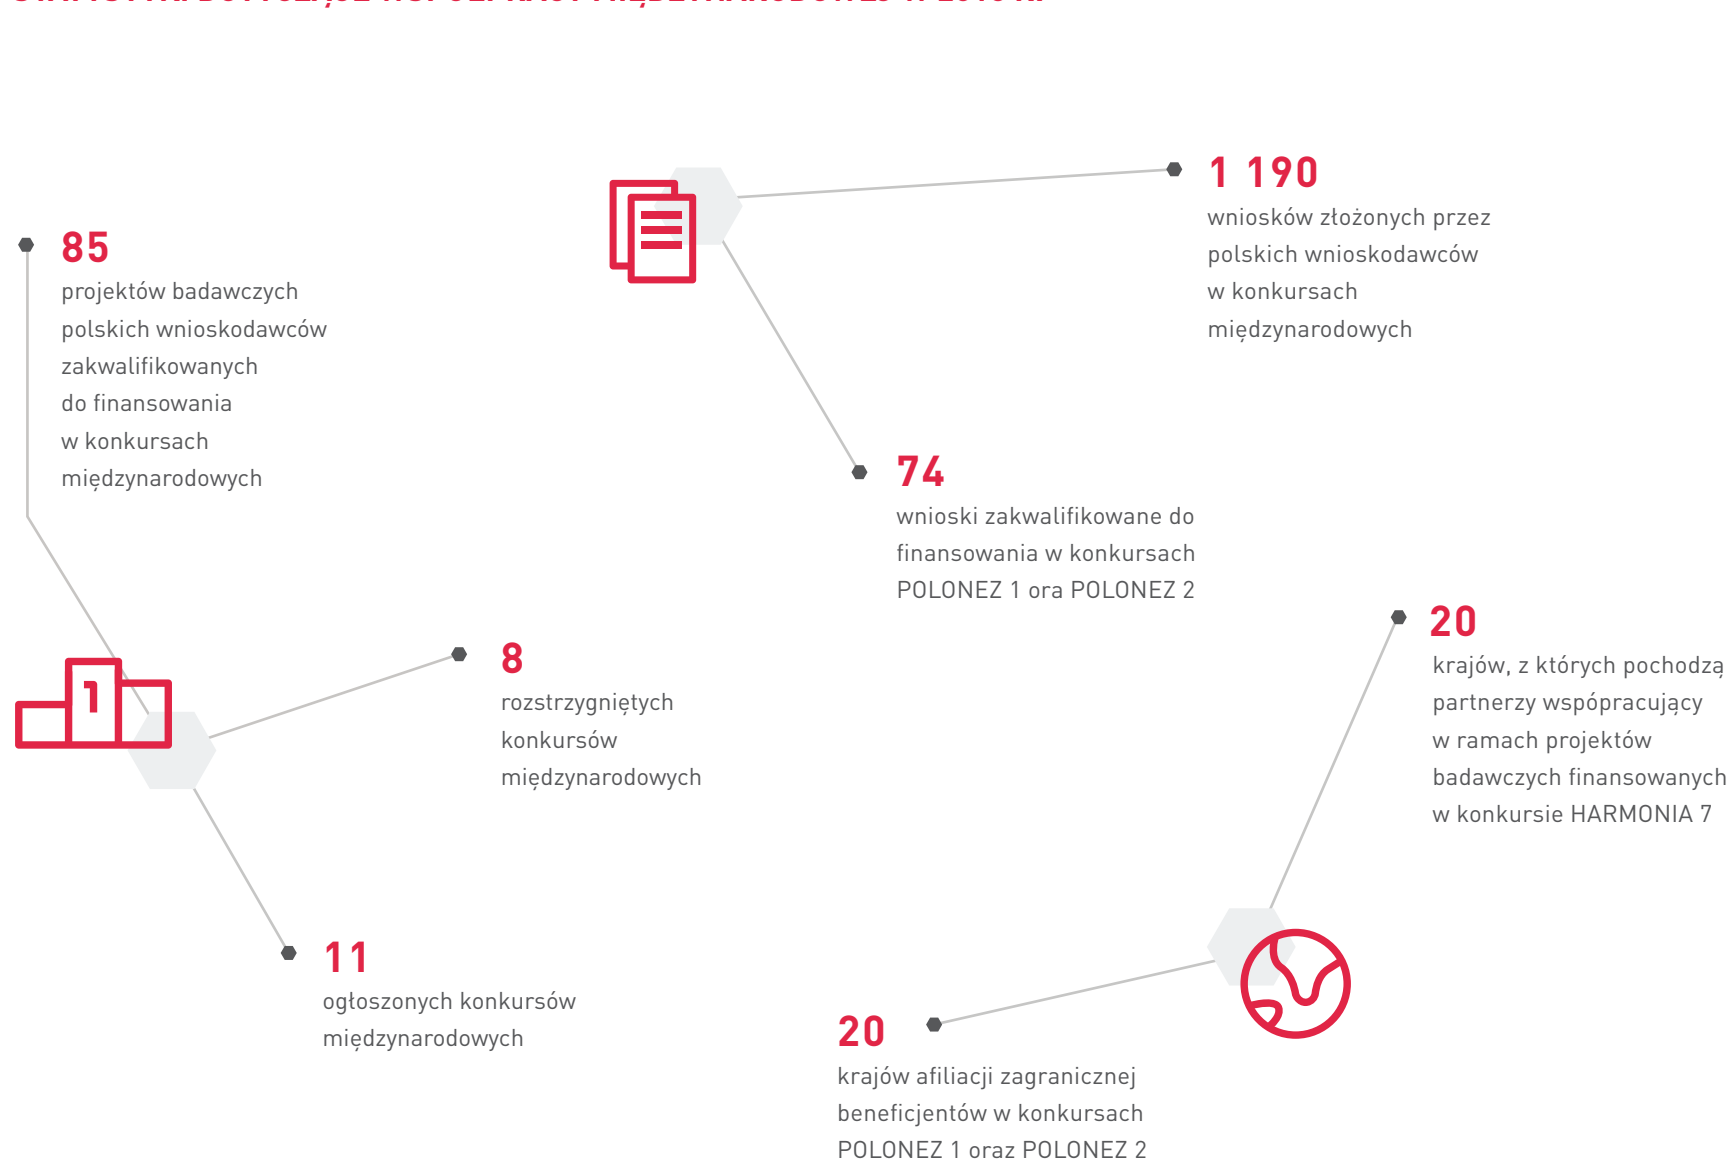 85
projektów badawczych
polskich wnioskodawców
zakwalifikowanych
do finansowania
w konkursach
międzynarodowych
1 190
wniosków złożonych przez
polskich wnioskodawców
w konkursach
międzynarodowych
74
wnioski zakwalifikowane do
finansowania w konkursach
POLONEZ 1 ora POLONEZ 2
1
8
rozstrzygniętych
konkursów
międzynarodowych
11
ogłoszonych konkursów
międzynarodowych
20
krajów, z których pochodzą
partnerzy wspópracujący
w ramach projektów
badawczych finansowanych
w konkursie HARMONIA 7
20
krajów afiliacji zagranicznej
beneficjentów w konkursach
POLONEZ 1 oraz POLONEZ 2